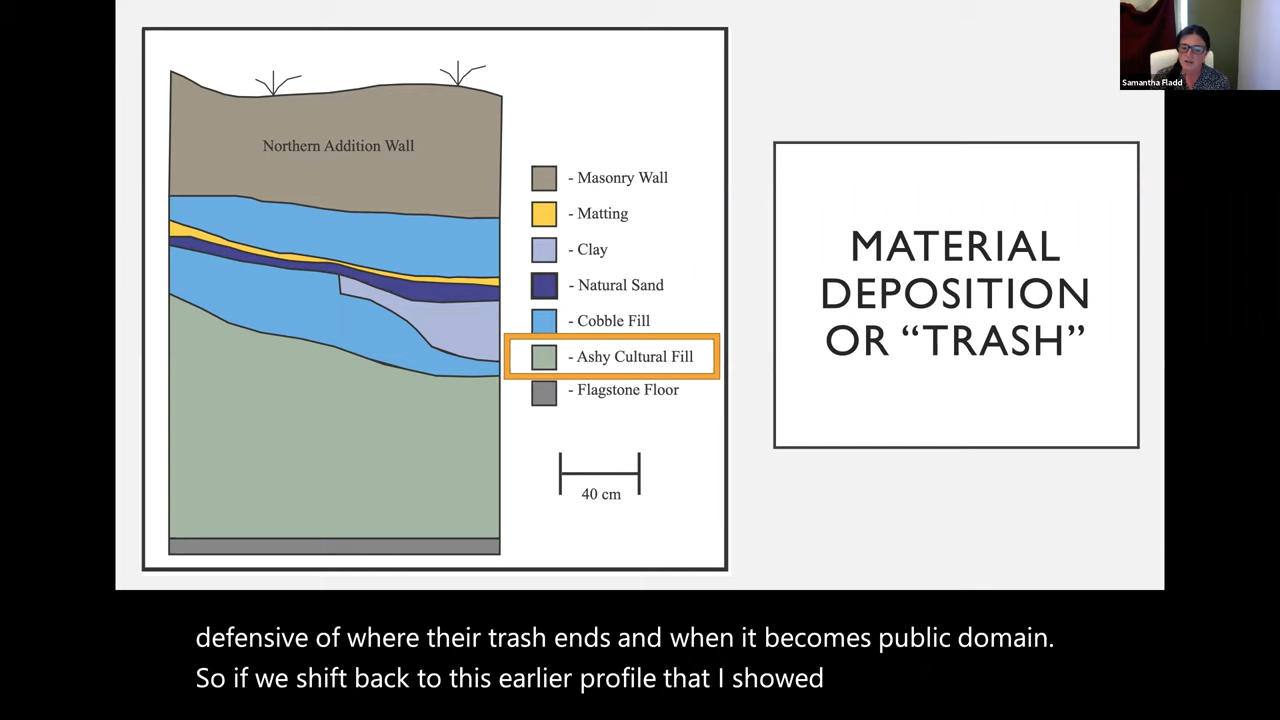 Samantha Fladd
Northern Addition Wall
- Masonry Wall
- Matting
- Clay
- Natural Sand
- Cobble Fill
- Ashy Cultural Fill
- Flagstone Floor
40 cm
MATERIAL
DEPOSITION
OR “TRASH”
defensive of where their trash ends and when it becomes public domain.
So if we shift back to this earlier profile that I showed